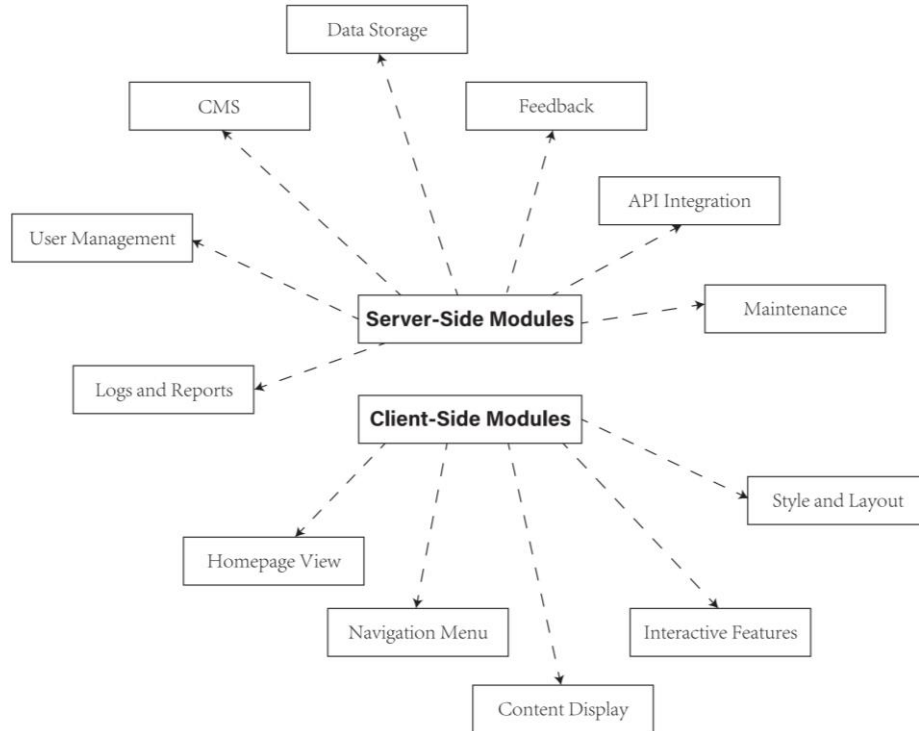 Data Storage
CMS
Feedback
API Integration
User Management
Maintenance
Server-Side Modules
Logs and Reports
Client-Side Modules
Style and Layout
Homepage View
Navigation Menu
Interactive Features
Content Display